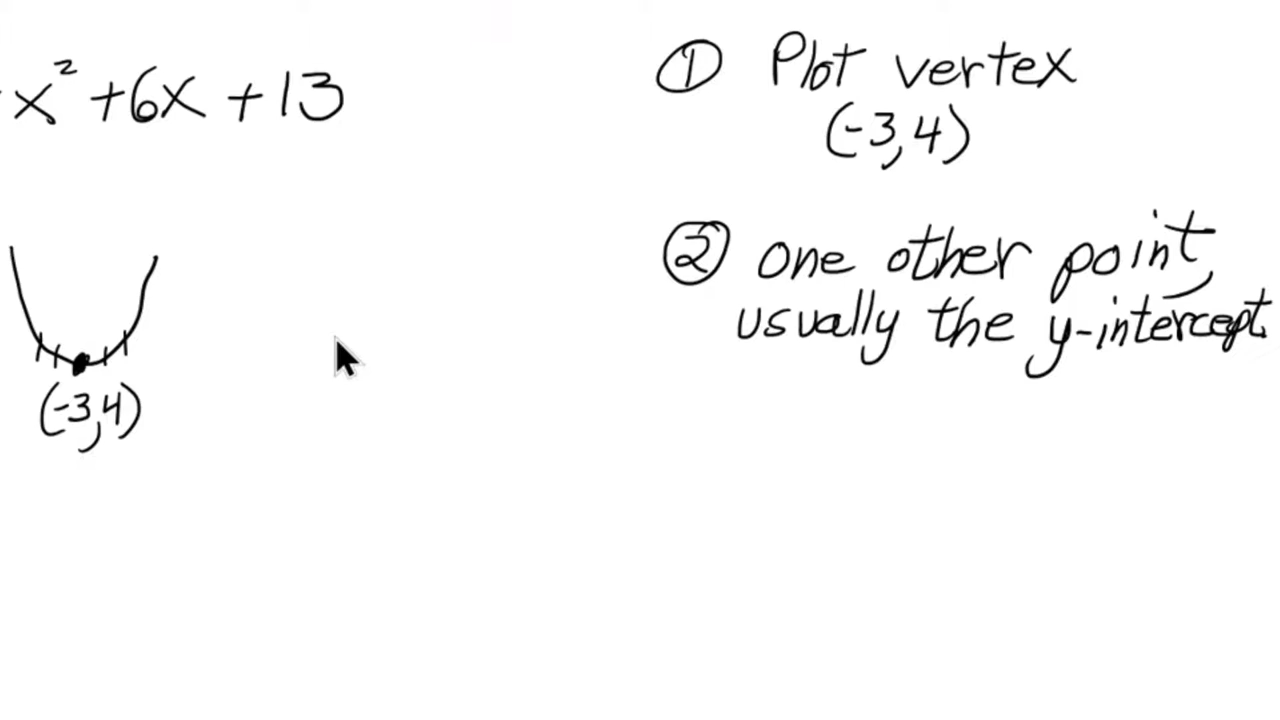 x² +6x +13
① Plot vertex
(-3,4)
② one other point,
usually the y-intercept.
(-3,4)